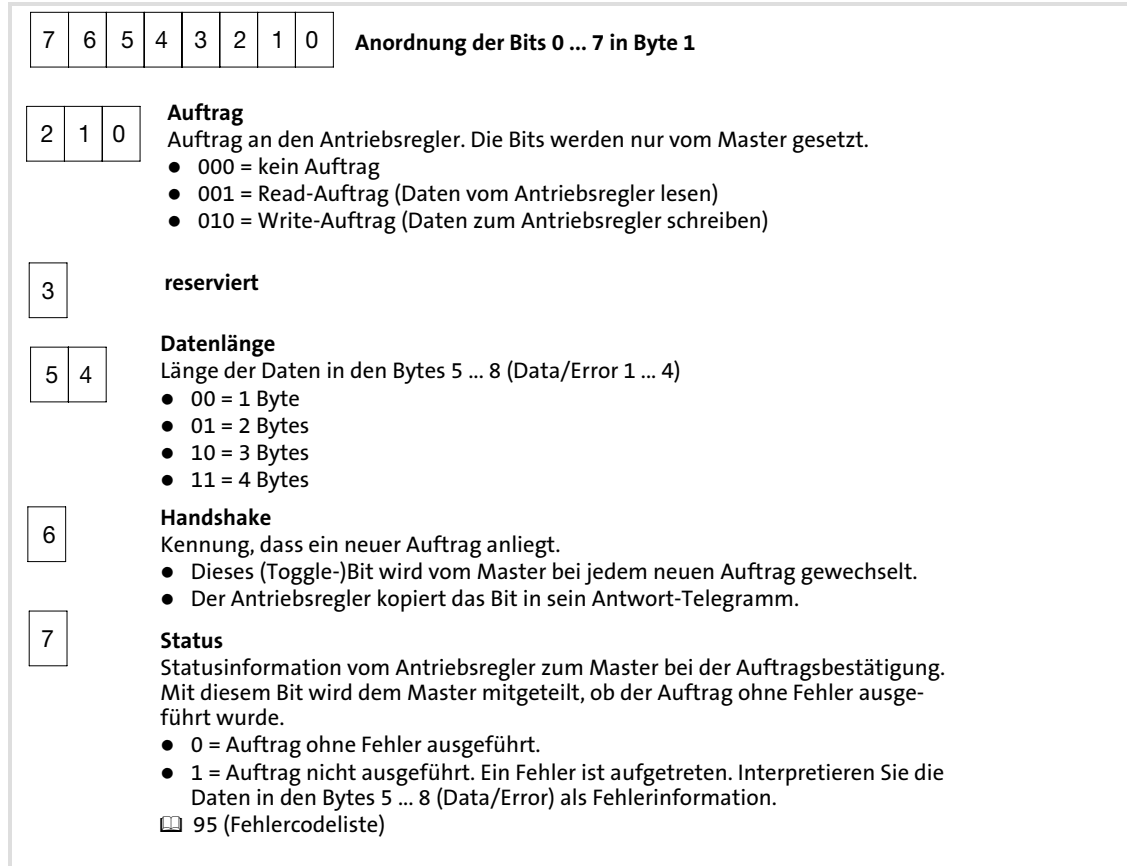 7 6 5 4 3 2 1 0 Anordnung der Bits 0 ... 7 in Byte 1
2 1 0
Auftrag
Auftrag an den Antriebsregler. Die Bits werden nur vom Master gesetzt.
● 000 = kein Auftrag
● 001 = Read-Auftrag (Daten vom Antriebsregler lesen)
● 010 = Write-Auftrag (Daten zum Antriebsregler schreiben)
3 reserviert
5 4
Datenlänge
Länge der Daten in den Bytes 5 ... 8 (Data/Error 1 ... 4)
● 00 = 1 Byte
● 01 = 2 Bytes
● 10 = 3 Bytes
● 11 = 4 Bytes
6
Handshake
Kennung, dass ein neuer Auftrag anliegt.
● Dieses (Toggle-)Bit wird vom Master bei jedem neuen Auftrag gewechselt.
● Der Antriebsregler kopiert das Bit in sein Antwort-Telegramm.
7
Status
Statusinformation vom Antriebsregler zum Master bei der Auftragsbestätigung.
Mit diesem Bit wird dem Master mitgeteilt, ob der Auftrag ohne Fehler ausge-
führt wurde.
● 0 = Auftrag ohne Fehler ausgeführt.
● 1 = Auftrag nicht ausgeführt. Ein Fehler ist aufgetreten. Interpretieren Sie die
Daten in den Bytes 5 ... 8 (Data/Error) als Fehlerinformation.
🕮 95 (Fehlercodeliste)